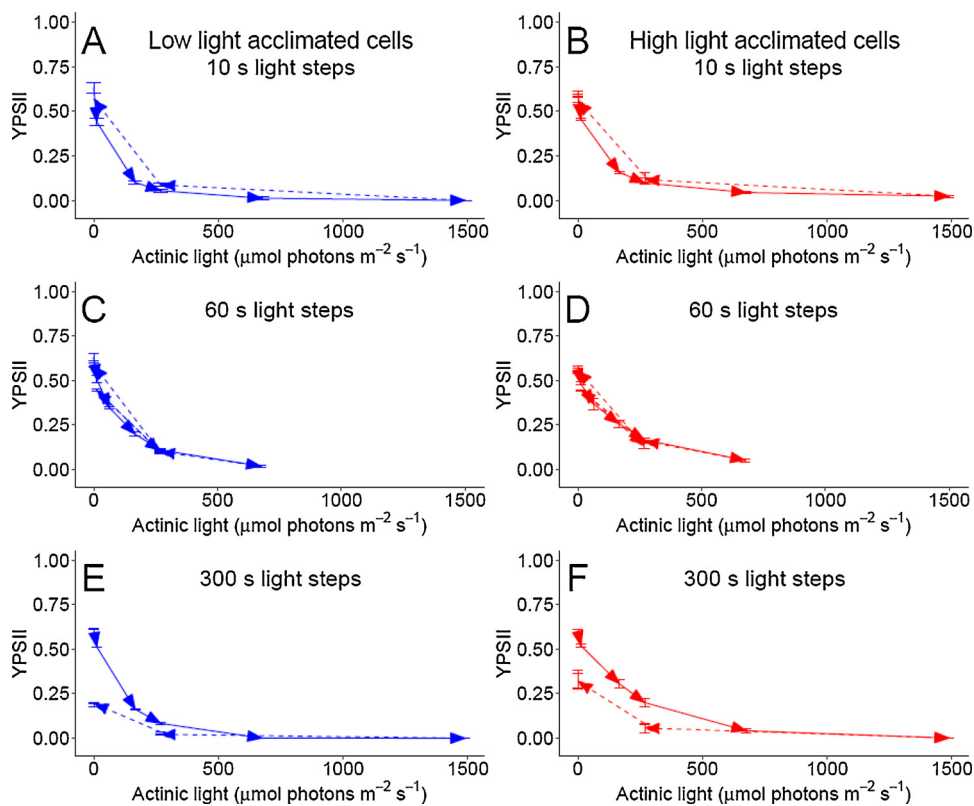 A
Low light acclimated cells
10 s light steps
YPSII
1.00
0.75
0.50
0.25
0.00
0
500
1000
1500
Actinic light (μmol photons m⁻² s⁻¹)
B
High light acclimated cells
10 s light steps
YPSII
1.00
0.75
0.50
0.25
0.00
0
500
1000
1500
Actinic light (μmol photons m⁻² s⁻¹)
C
60 s light steps
YPSII
1.00
0.75
0.50
0.25
0.00
0
500
1000
1500
Actinic light (μmol photons m⁻² s⁻¹)
D
60 s light steps
YPSII
1.00
0.75
0.50
0.25
0.00
0
500
1000
1500
Actinic light (μmol photons m⁻² s⁻¹)
E
300 s light steps
YPSII
1.00
0.75
0.50
0.25
0.00
0
500
1000
1500
Actinic light (μmol photons m⁻² s⁻¹)
F
300 s light steps
YPSII
1.00
0.75
0.50
0.25
0.00
0
500
1000
1500
Actinic light (μmol photons m⁻² s⁻¹)